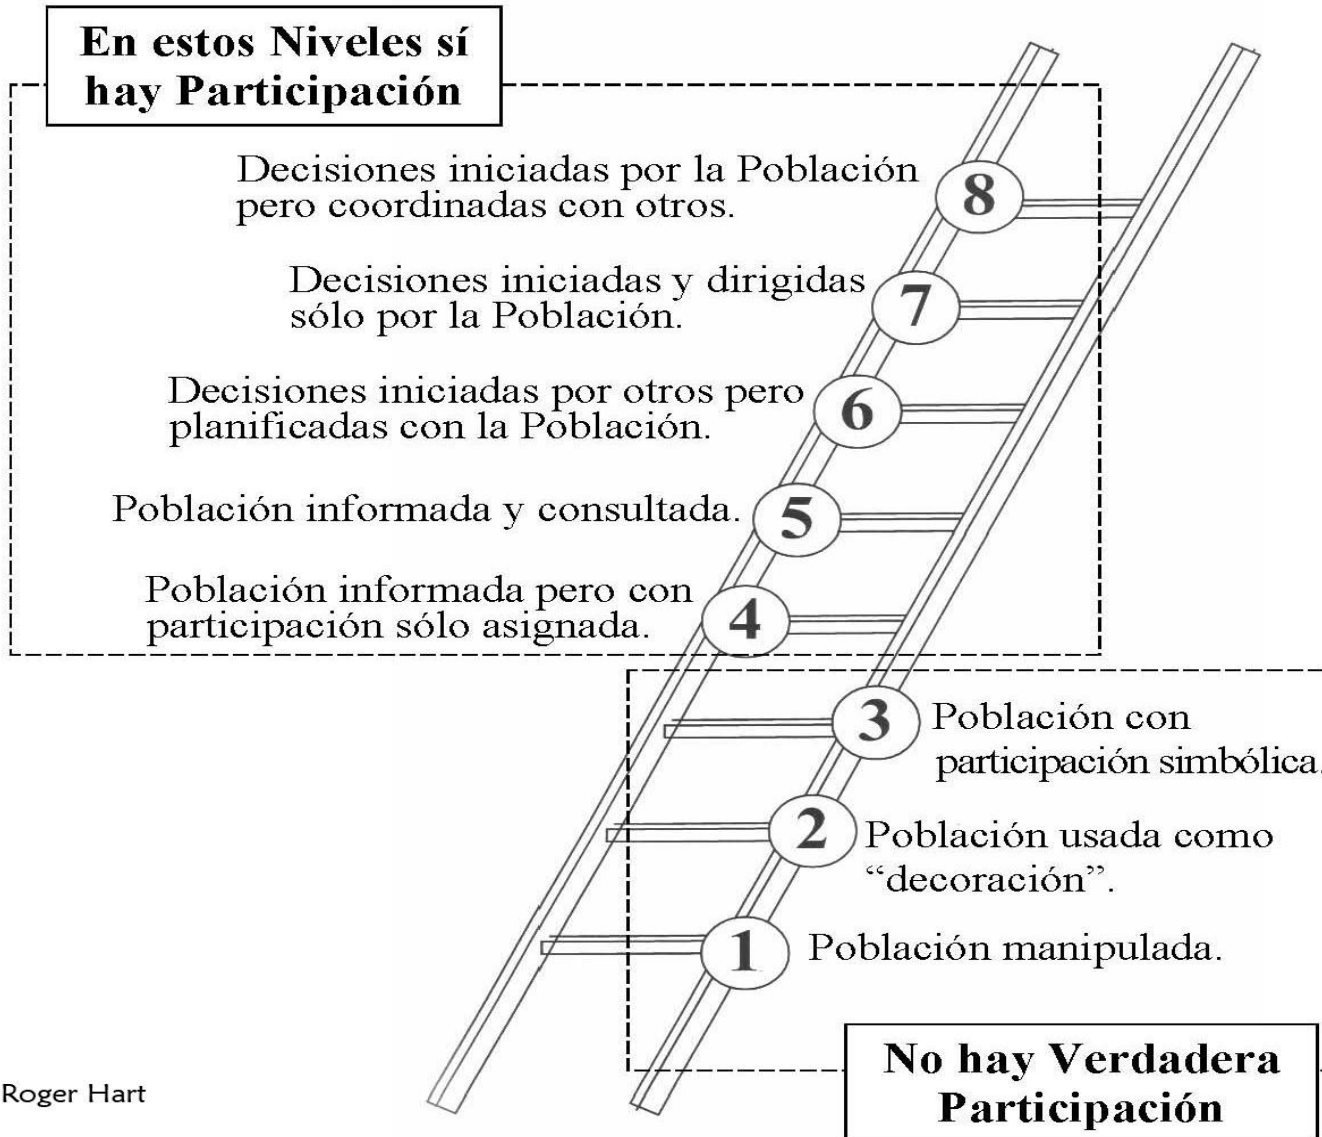 En estos Niveles sí
hay Participación
Decisiones iniciadas por la Población
pero coordinadas con otros.
8
Decisiones iniciadas y dirigidas
sólo por la Población.
7
Decisiones iniciadas por otros pero
planificadas con la Población.
6
Población informada y consultada.
5
Población informada pero con
participación sólo asignada.
4
3
Población con
participación simbólica.
2
Población usada como
“decoración”.
1
Población manipulada.
No hay Verdadera
Participación
Roger Hart